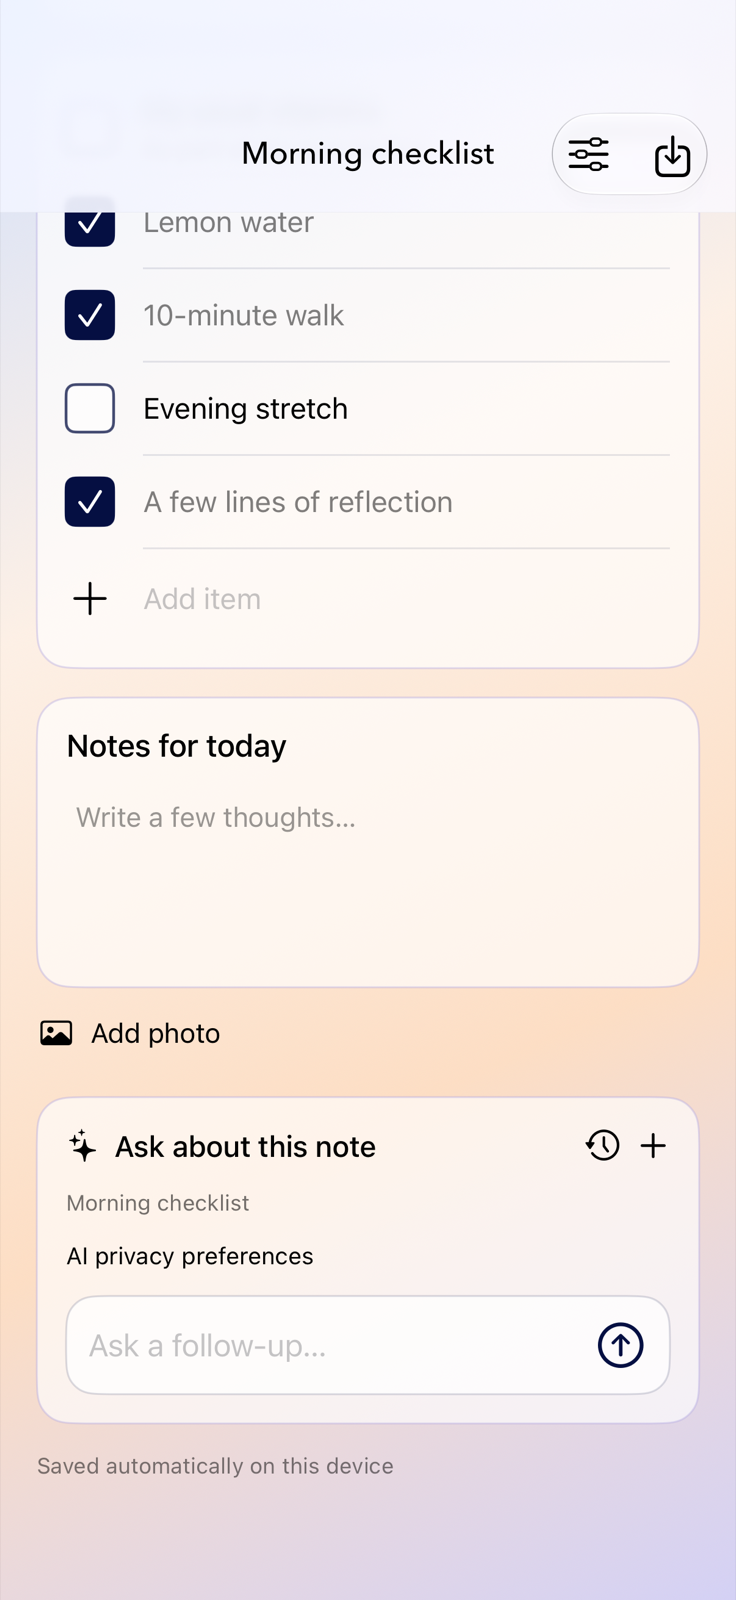 Morning checklist
Lemon water
10-minute walk
Evening stretch
A few lines of reflection
Add item
Notes for today
Write a few thoughts...
Add photo
Ask about this note
Morning checklist
AI privacy preferences
Ask a follow-up...
Saved automatically on this device